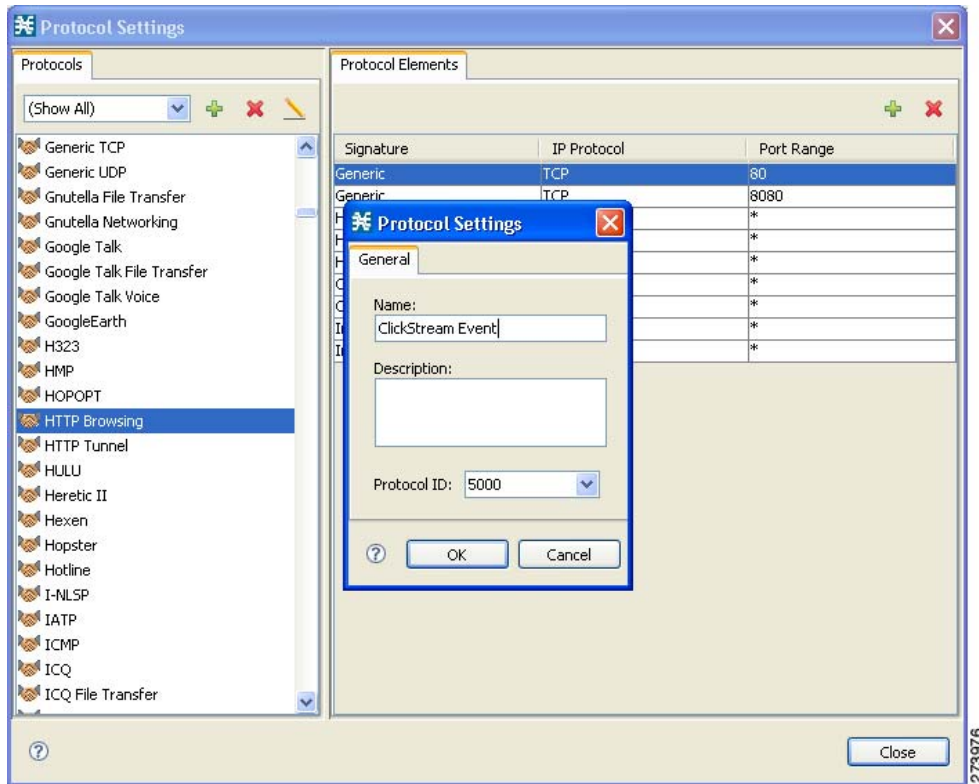 Protocol Settings
Protocols
(Show All)
Generic TCP
Generic UDP
Gnutella File Transfer
Gnutella Networking
Google Talk
Google Talk File Transfer
Google Talk Voice
GoogleEarth
H323
HMP
HOPOPT
HTTP Browsing
HTTP Tunnel
HULU
Heretic II
Hexen
Hopster
Hotline
I-NLSP
IATP
ICMP
ICQ
ICQ File Transfer
Protocol Elements
Signature IP Protocol Port Range
Generic TCP 80
Generic TCP 8080
*
*
*
*
*
*
*
Protocol Settings
General
Name:
ClickStream Event
Description:
Protocol ID: 5000
OK Cancel
Close
273976